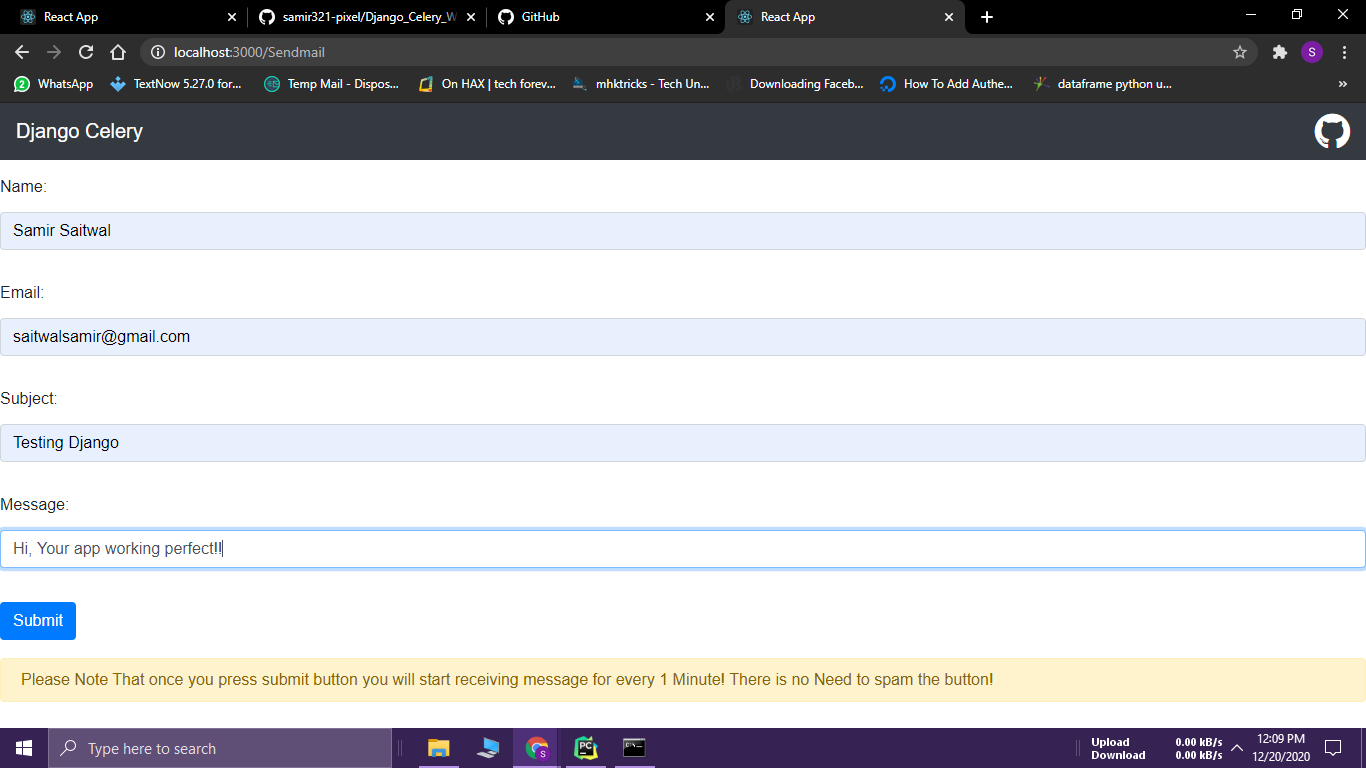 React App
samir321-pixel/Django_Celery_W
GitHub
React App
localhost:3000/Sendmail
S
2
WhatsApp
TextNow 5.27.0 for...
Temp Mail - Dispos...
On HAX | tech forev...
mhktricks - Tech Un...
Downloading Faceb...
How To Add Authe...
dataframe python u...
»
Django Celery
Name:
Samir Saitwal
Email:
saitwalsamir@gmail.com
Subject:
Testing Django
Message:
Hi, Your app working perfect!!
Submit
Please Note That once you press submit button you will start receiving message for every 1 Minute! There is no Need to spam the button!
Type here to search
S
PC
Upload 0.00 kB/s
Download 0.00 kB/s
12:09 PM
12/20/2020